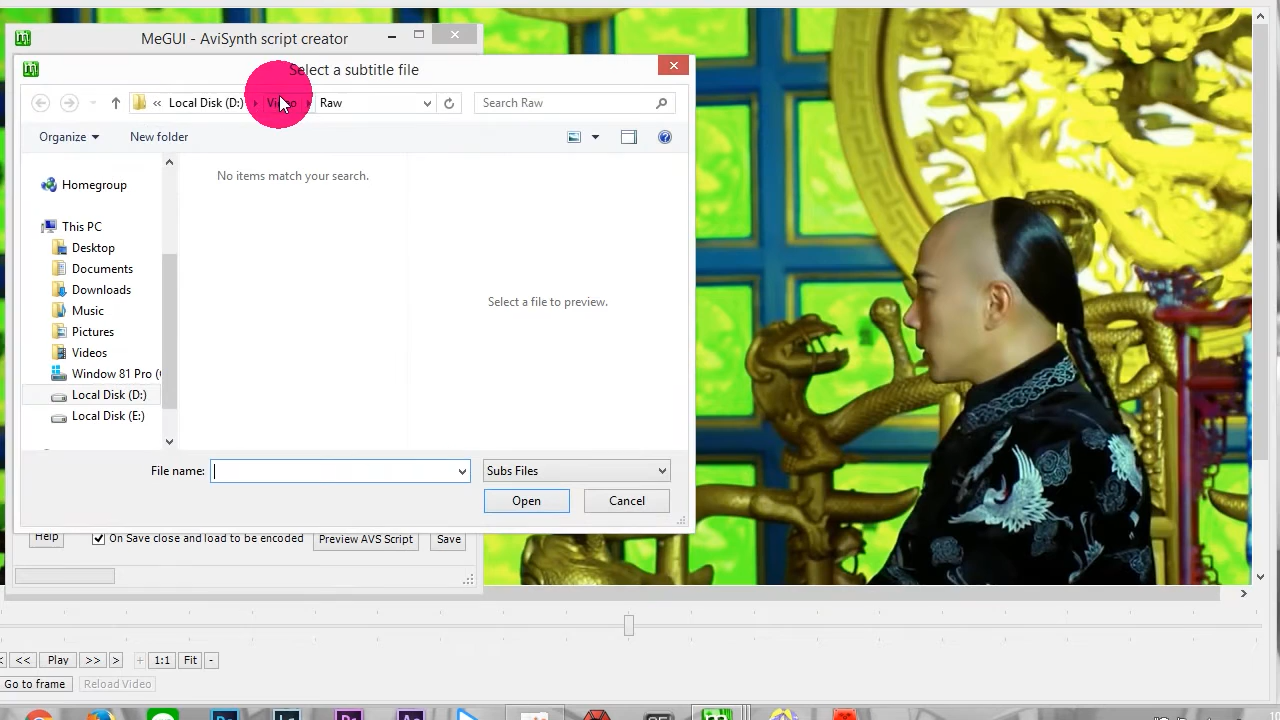 MeGUI - AviSynth script creator
Select a subtitle file
« Local Disk (D:) Video Raw
Search Raw
Organize
New folder
No items match your search.
Homegroup
This PC
Desktop
Documents
Downloads
Music
Pictures
Videos
Window 81 Pro (
Local Disk (D:)
Local Disk (E:)
Select a file to preview.
File name:
Subs Files
Open
Cancel
Help
On Save close and load to be encoded
Preview AVS Script
Save
<< Play >> > + 1:1 Fit -
Go to frame
Reload Video